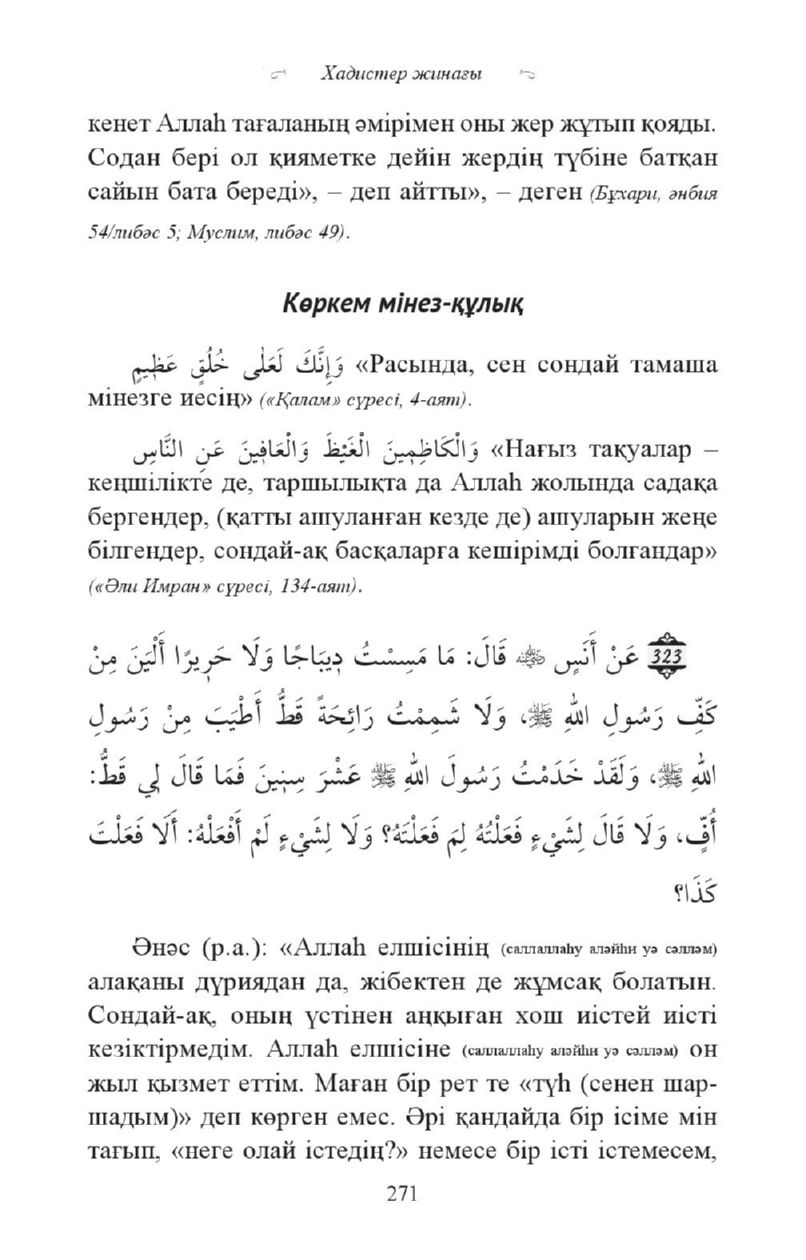 Хадистер жинағы
кенет Аллаһ тағаланың әмірімен оны жер жұтып қояды.
Содан бері ол қияметке дейін жердің түбіне батқан
сайын бата береді», – деп айтты», – деген (Бұхари, әнбия
54/либәс 5; Муслим, либәс 49).
Көркем мінез-құлық
وَإِنَّكَ لَعَلٰى خُلُقٍ عَظِيمٍ «Расында, сен сондай тамаша
мінезге иесің» («Қалам» сүресі, 4-аят).
وَالْكَاظِمِينَ الْغَيْظَ وَالْعَافِينَ عَنِ النَّاسِ «Нағыз тақуалар –
кеңшілікте де, таршылықта да Аллаһ жолында садақа
бергендер, (қатты ашуланған кезде де) ашуларын жеңе
білгендер, сондай-ақ басқаларға кешірімді болғандар»
(«Әли Имран» сүресі, 134-аят).
323 عَنْ أَنَسٍ ﷺ قَالَ: مَا مَسِسْتُ دِيبَاجًا وَلَا حَرِيرًا أَلْيَنَ مِنْ
كَفِّ رَسُولِ اللهِ ﷺ، وَلَا شَمِمْتُ رَائِحَةً قَطُّ أَطْيَبَ مِنْ رَسُولِ
اللهِ ﷺ، وَلَقَدْ خَدَمْتُ رَسُولَ اللهِ ﷺ عَشْرَ سِنِينَ فَمَا قَالَ لِي قَطُّ:
أُفٍّ، وَلَا قَالَ لِشَيْءٍ فَعَلْتُهُ لِمَ فَعَلْتَهُ؟ وَلَا لِشَيْءٍ لَمْ أَفْعَلْهُ: أَلَا فَعَلْتَ
كَذَا؟
Әнәс (р.а.): «Аллаһ елшісінің (саллаллаһу аләйһи уә сәлләм)
алақаны дүриядан да, жібектен де жұмсақ болатын.
Сондай-ақ, оның үстінен аңқыған хош иістей иісті
кезіктірмедім. Аллаһ елшісіне (саллаллаһу аләйһи уә сәлләм) он
жыл қызмет еттім. Маған бір рет те «түһ (сенен шар-
шадым)» деп көрген емес. Әрі қандайда бір ісіме мін
тағып, «неге олай істедің?» немесе бір істі істемесем,
271